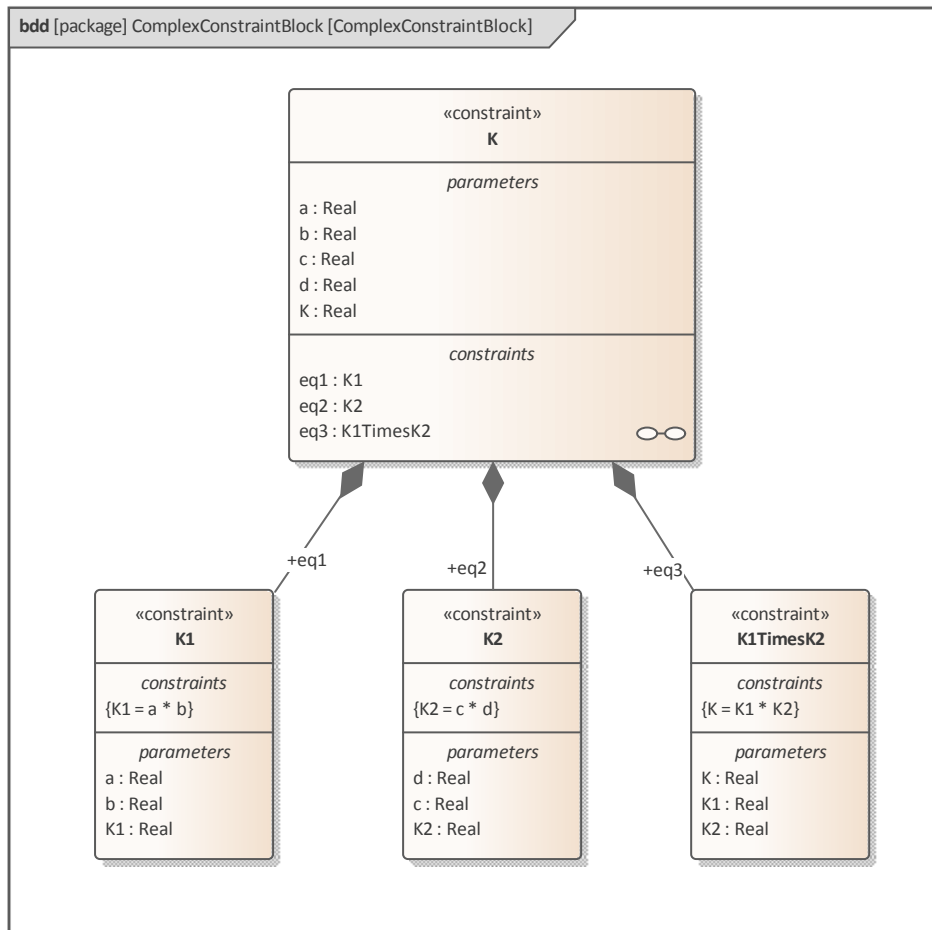 bdd [package] ComplexConstraintBlock [ComplexConstraintBlock]
«constraint»
K
parameters
a : Real
b : Real
c : Real
d : Real
K : Real
constraints
eq1 : K1
eq2 : K2
eq3 : K1TimesK2
+eq1
+eq2
+eq3
«constraint»
K1
constraints
{K1 = a * b}
parameters
a : Real
b : Real
K1 : Real
«constraint»
K2
constraints
{K2 = c * d}
parameters
d : Real
c : Real
K2 : Real
«constraint»
K1TimesK2
constraints
{K = K1 * K2}
parameters
K : Real
K1 : Real
K2 : Real